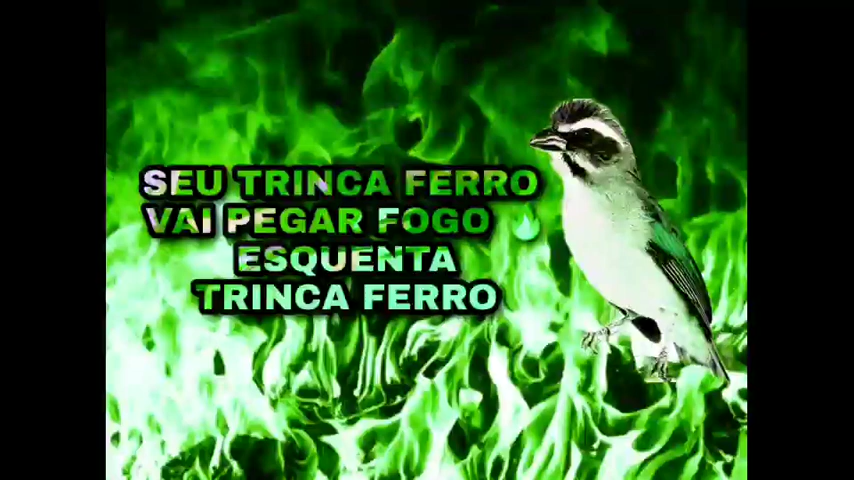 SEU TRINCA FERRO
VAI PEGAR FOGO 🔥
ESQUENTA
TRINCA FERRO